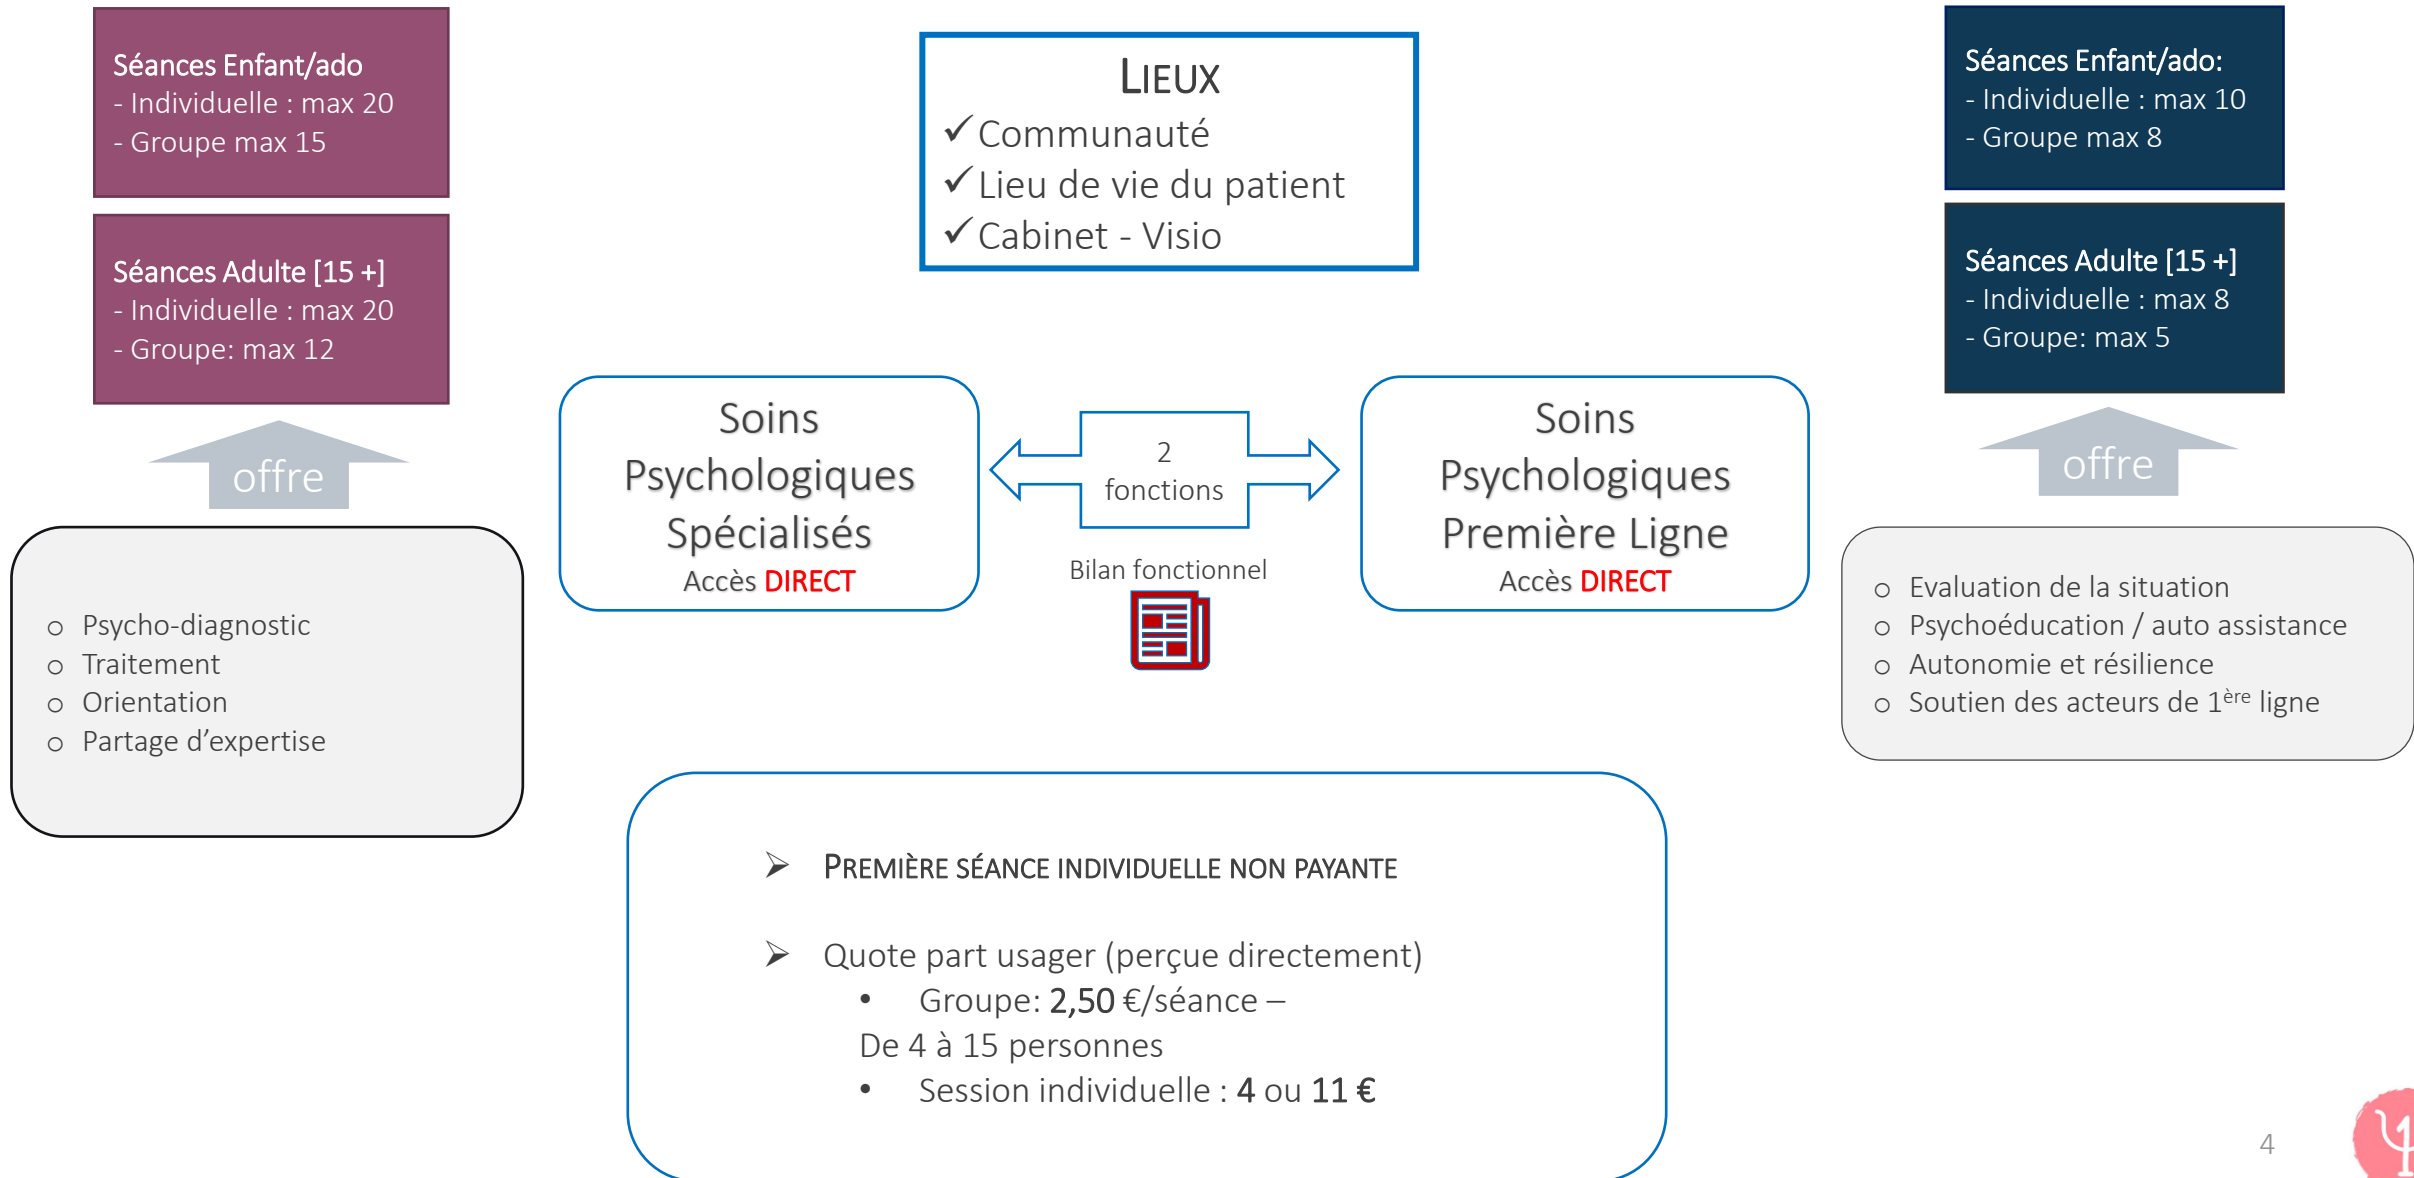 Séances Enfant/ado
- Individuelle : max 20
- Groupe max 15
Séances Adulte [15 +]
- Individuelle : max 20
- Groupe: max 12
offre
o Psycho-diagnostic
o Traitement
o Orientation
o Partage d’expertise
LIEUX
✓Communauté
✓Lieu de vie du patient
✓Cabinet - Visio
Soins
Psychologiques
Spécialisés
Accès DIRECT
2
fonctions
Bilan fonctionnel
Soins
Psychologiques
Première Ligne
Accès DIRECT
Séances Enfant/ado:
- Individuelle : max 10
- Groupe max 8
Séances Adulte [15 +]
- Individuelle : max 8
- Groupe: max 5
offre
o Evaluation de la situation
o Psychoéducation / auto assistance
o Autonomie et résilience
o Soutien des acteurs de 1ère ligne
➢ PREMIÈRE SÉANCE INDIVIDUELLE NON PAYANTE
➢ Quote part usager (perçue directement)
• Groupe: 2,50 €/séance –
De 4 à 15 personnes
• Session individuelle : 4 ou 11 €
4